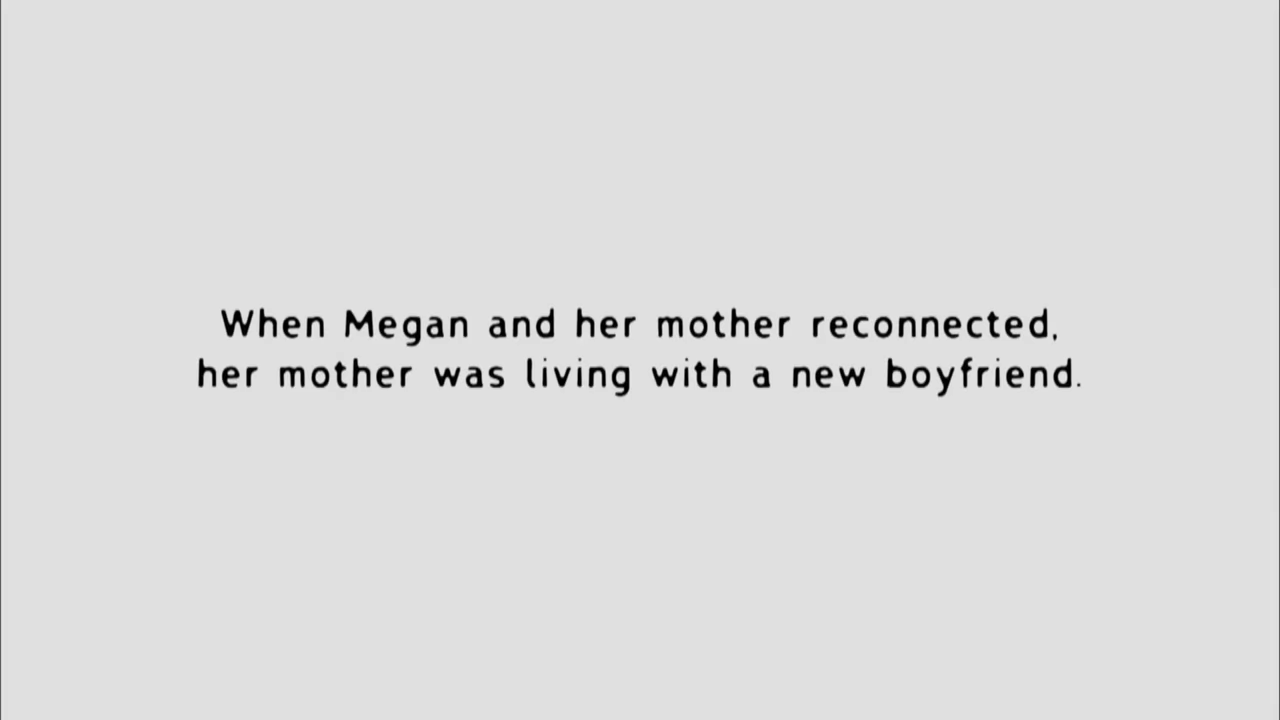 When Megan and her mother reconnected,
her mother was living with a new boyfriend.